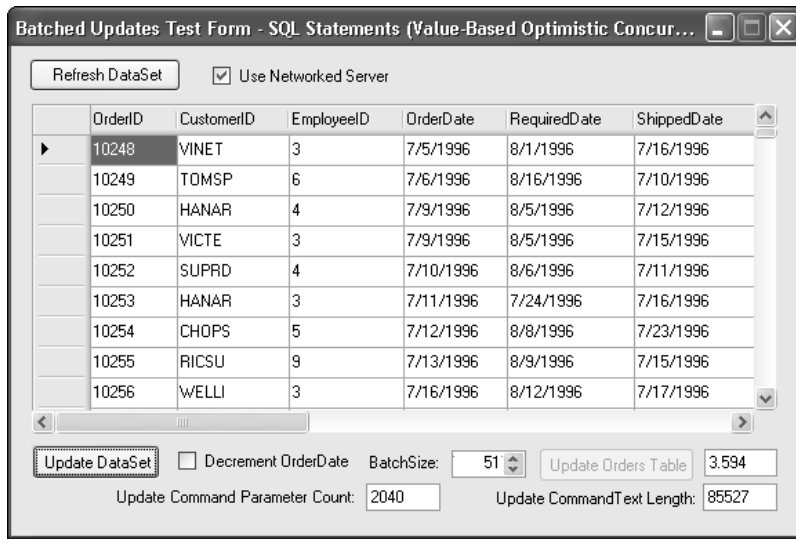 Batched Updates Test Form - SQL Statements (Value-Based Optimistic Concur...
Refresh DataSet Use Networked Server
OrderID CustomerID EmployeeID OrderDate RequiredDate ShippedDate
10248 VINET 3 7/5/1996 8/1/1996 7/16/1996
10249 TOMSP 6 7/6/1996 8/16/1996 7/10/1996
10250 HANAR 4 7/9/1996 8/5/1996 7/12/1996
10251 VICTE 3 7/9/1996 8/5/1996 7/15/1996
10252 SUPRD 4 7/10/1996 8/6/1996 7/11/1996
10253 HANAR 3 7/11/1996 7/24/1996 7/16/1996
10254 CHOPS 5 7/12/1996 8/8/1996 7/23/1996
10255 RICSU 9 7/13/1996 8/9/1996 7/15/1996
10256 WELLI 3 7/16/1996 8/12/1996 7/17/1996
Update DataSet Decrement OrderDate BatchSize: 51 Update Orders Table 3.594
Update Command Parameter Count: 2040 Update CommandText Length: 85527